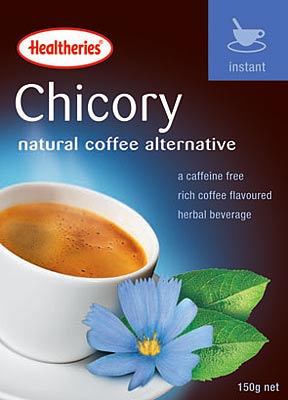 Healtheries®
instant
Chicory
natural coffee alternative
a caffeine free
rich coffee flavoured
herbal beverage
150g net